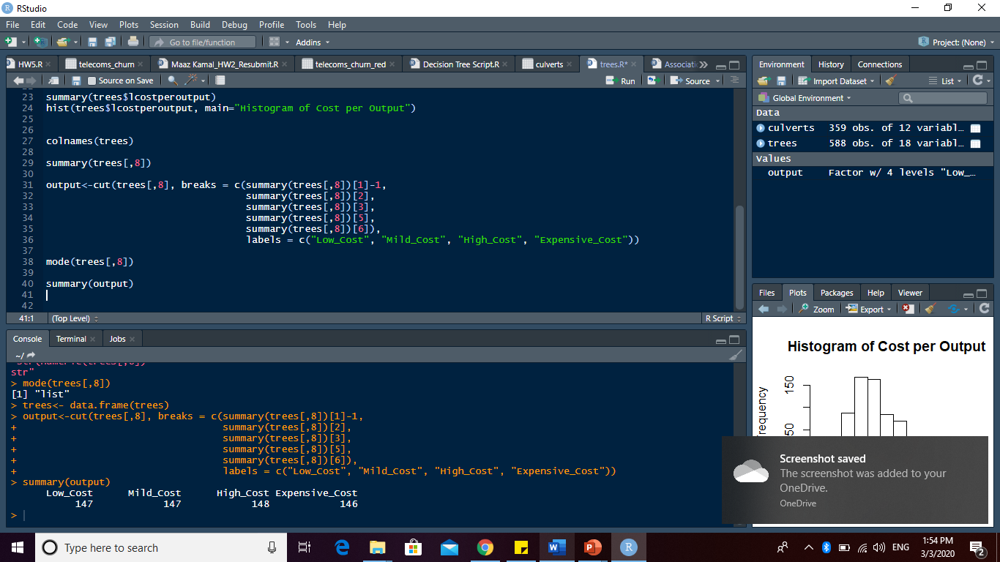 RStudio
File Edit Code View Plots Session Build Debug Profile Tools Help
Go to file/function Addins Project: (None)
HW5.R telecoms_churn Maaz Kamal_HW2_Resubmit.R telecoms_churn_red Decision Tree Script.R culverts trees.R* Associati
Source on Save Run Source
23 summary(trees$lcostperoutput)
24 hist(trees$lcostperoutput, main="Histogram of Cost per Output")
25
26
27 colnames(trees)
28
29 summary(trees[,8])
30
31 output<-cut(trees[,8], breaks = c(summary(trees[,8])[1]-1,
32 summary(trees[,8])[2],
33 summary(trees[,8])[3],
34 summary(trees[,8])[5],
35 summary(trees[,8])[6]),
36 labels = c("Low_Cost", "Mild_Cost", "High_Cost", "Expensive_Cost"))
37
38 mode(trees[,8])
39
40 summary(output)
41
42
41:1 (Top Level) R Script
Console Terminal Jobs
~/
str"
> mode(trees[,8])
[1] "list"
> trees<- data.frame(trees)
> output<-cut(trees[,8], breaks = c(summary(trees[,8])[1]-1,
+ summary(trees[,8])[2],
+ summary(trees[,8])[3],
+ summary(trees[,8])[5],
+ summary(trees[,8])[6]),
+ labels = c("Low_Cost", "Mild_Cost", "High_Cost", "Expensive_Cost"))
> summary(output)
Low_Cost Mild_Cost High_Cost Expensive_Cost
147 147 148 146
>
Environment History Connections
Import Dataset List
Global Environment
Data
culverts 359 obs. of 12 variabl…
trees 588 obs. of 18 variabl…
Values
output Factor w/ 4 levels "Low_…
Files Plots Packages Help Viewer
Zoom Export
Histogram of Cost per Output
requency
150
50
Screenshot saved
The screenshot was added to your
OneDrive.
OneDrive
Type here to search
ENG
1:54 PM
3/3/2020
2